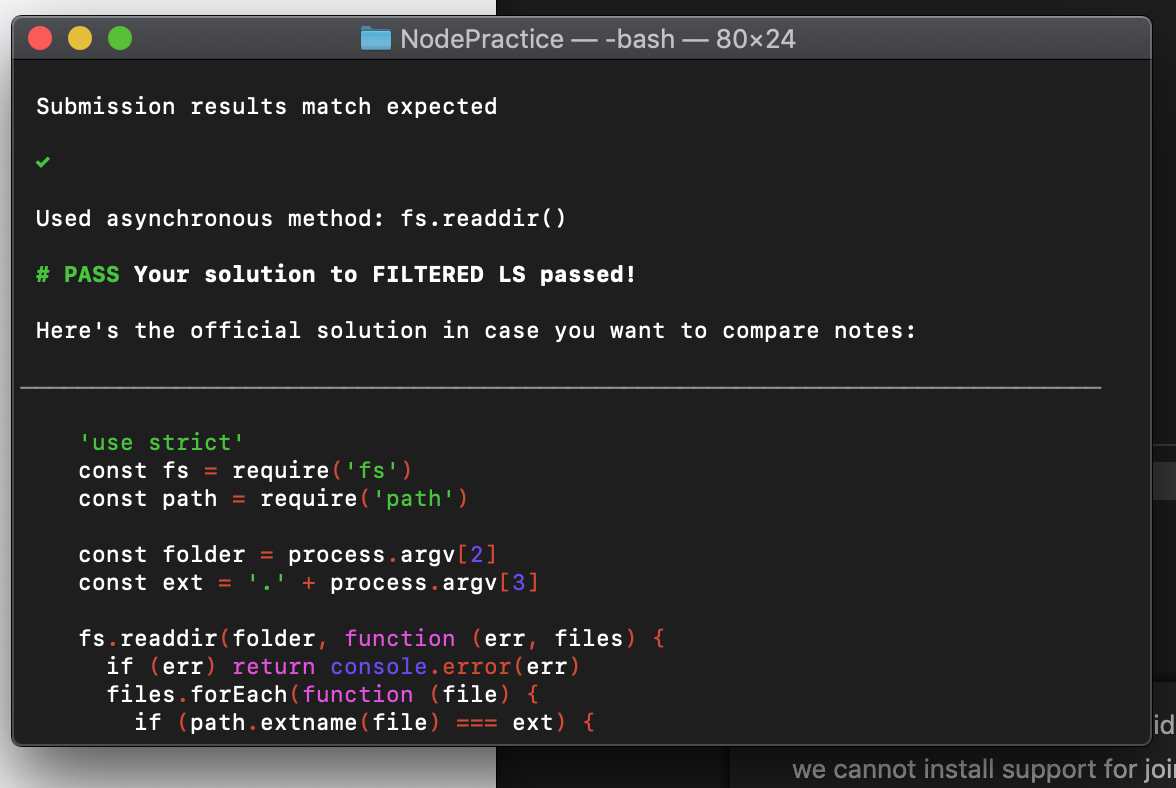 NodePractice — -bash — 80×24
Submission results match expected
✔
Used asynchronous method: fs.readdir()
# PASS Your solution to FILTERED LS passed!
Here's the official solution in case you want to compare notes:
'use strict'
const fs = require('fs')
const path = require('path')
const folder = process.argv[2]
const ext = '.' + process.argv[3]
fs.readdir(folder, function (err, files) {
if (err) return console.error(err)
files.forEach(function (file) {
if (path.extname(file) === ext) {
we cannot install support for